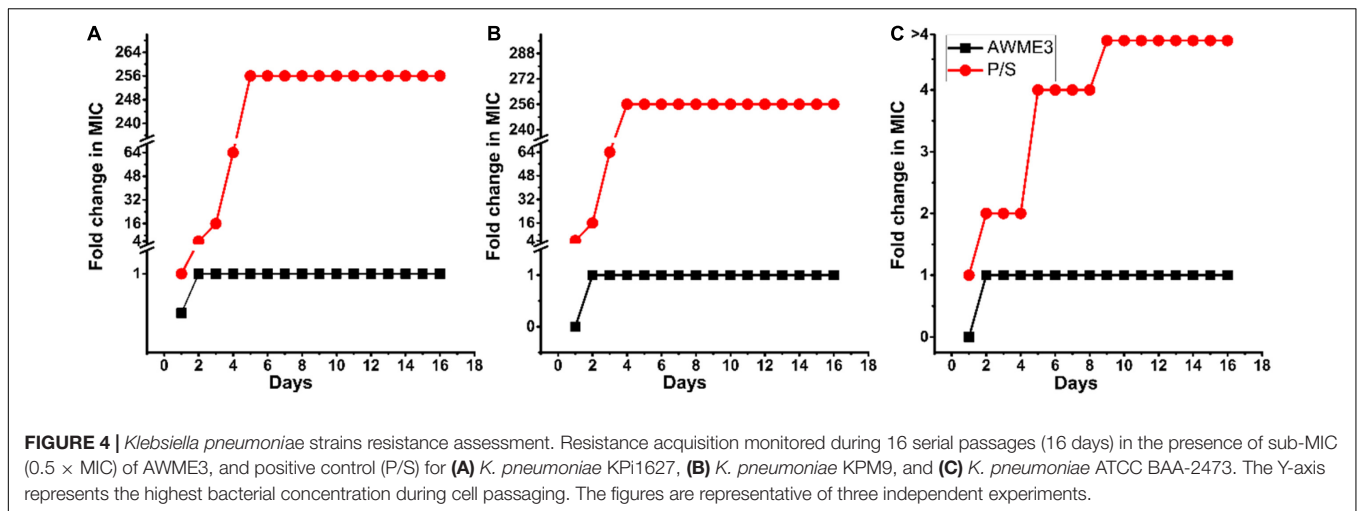 A
Fold change in MIC
264
256
248
240
64
48
32
16
4
1
0 2 4 6 8 10 12 14 16 18
Days
B
Fold change in MIC
288
272
256
240
64
48
32
16
4
1
0
0 2 4 6 8 10 12 14 16 18
Days
C
AWME3
P/S
Fold change in MIC
>4
4
3
2
1
0
0 2 4 6 8 10 12 14 16 18
Days
FIGURE 4 | Klebsiella pneumoniae strains resistance assessment. Resistance acquisition monitored during 16 serial passages (16 days) in the presence of sub-MIC
(0.5 × MIC) of AWME3, and positive control (P/S) for (A) K. pneumoniae KPi1627, (B) K. pneumoniae KPM9, and (C) K. pneumoniae ATCC BAA-2473. The Y-axis
represents the highest bacterial concentration during cell passaging. The figures are representative of three independent experiments.